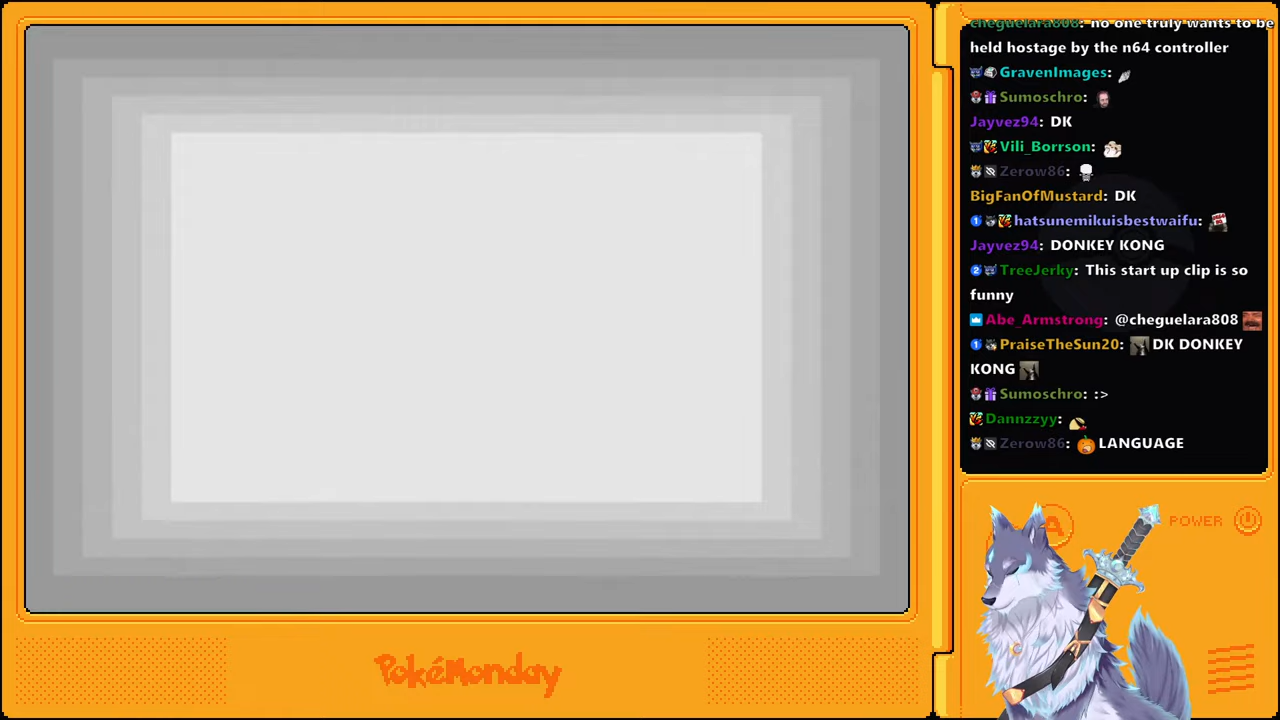 cheguelara808: no one truly wants to be
held hostage by the n64 controller
GravenImages:
Sumoschro:
Jayvez94: DK
Vili_Borrson:
Zerow86:
BigFanOfMustard: DK
hatsunemikuisbestwaifu:
Jayvez94: DONKEY KONG
TreeJerky: This start up clip is so
funny
Abe_Armstrong: @cheguelara808
PraiseTheSun20: DK DONKEY
KONG
Sumoschro: :>
Dannzzyy:
Zerow86: LANGUAGE
A
POWER
PokéMonday